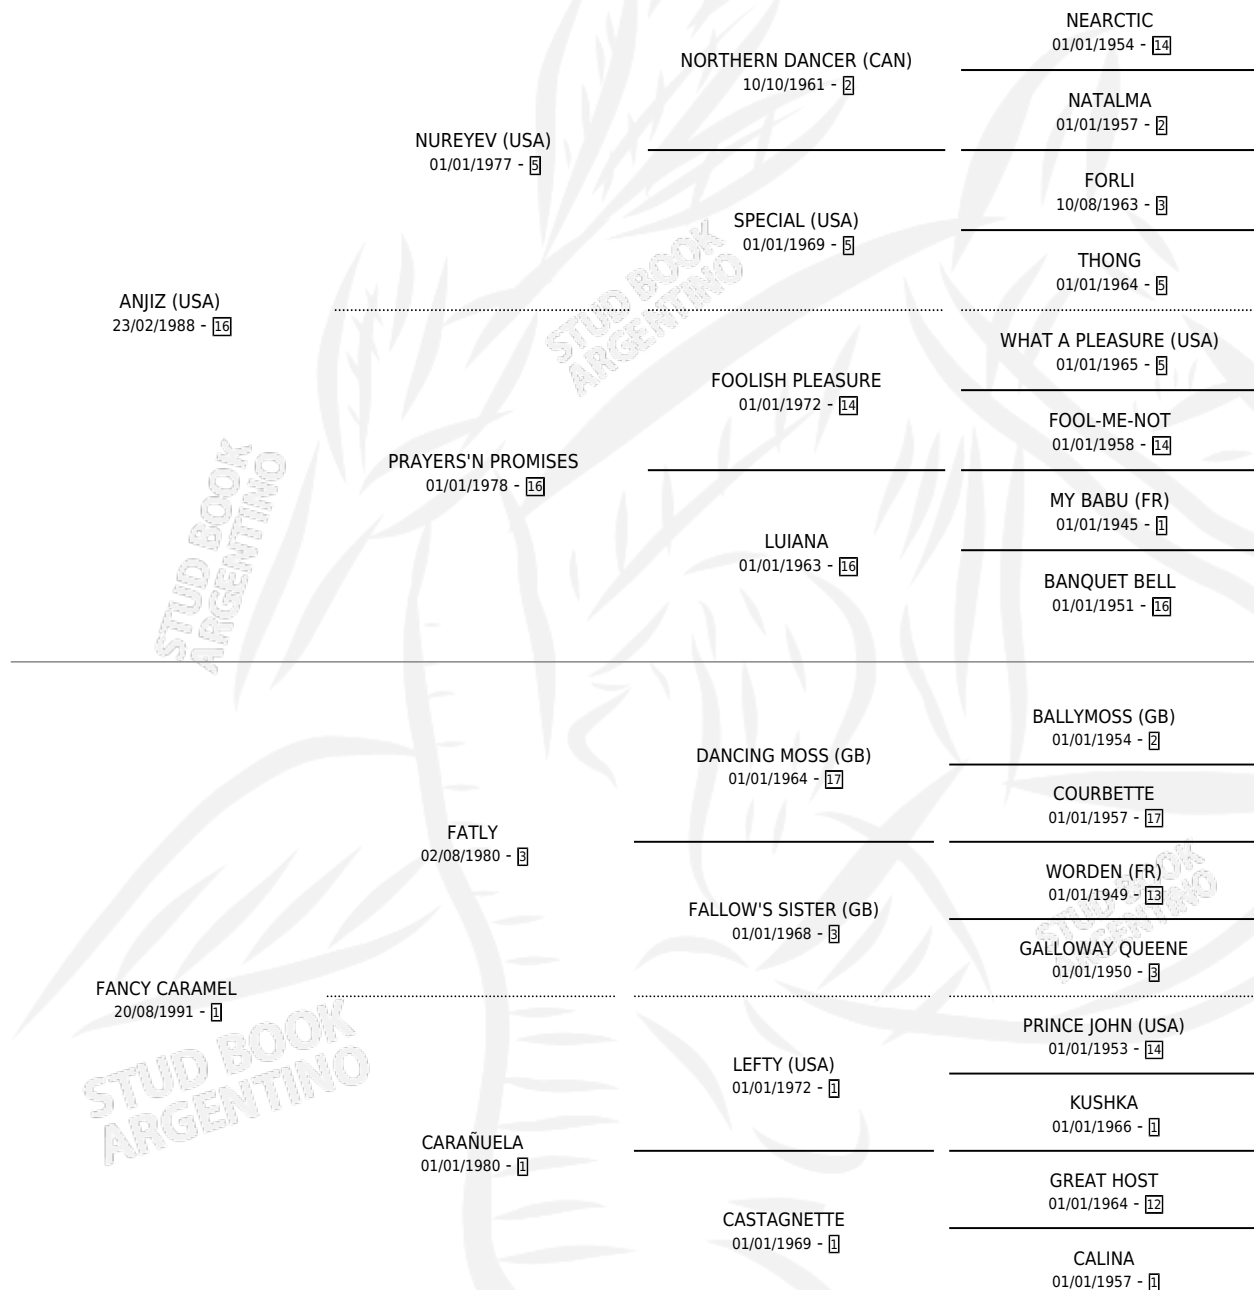 NEARCTIC
01/01/1954 - 14
NORTHERN DANCER (CAN)
10/10/1961 - 2
NATALMA
01/01/1957 - 2
NUREYEV (USA)
01/01/1977 - 5
FORLI
10/08/1963 - 3
SPECIAL (USA)
01/01/1969 - 5
THONG
01/01/1964 - 5
ANJIZ (USA)
23/02/1988 - 16
WHAT A PLEASURE (USA)
01/01/1965 - 5
FOOLISH PLEASURE
01/01/1972 - 14
FOOL-ME-NOT
01/01/1958 - 14
PRAYERS'N PROMISES
01/01/1978 - 16
MY BABU (FR)
01/01/1945 - 1
LUIANA
01/01/1963 - 16
BANQUET BELL
01/01/1951 - 16
BALLYMOSS (GB)
01/01/1954 - 2
DANCING MOSS (GB)
01/01/1964 - 17
COURBETTE
01/01/1957 - 17
FATLY
02/08/1980 - 3
WORDEN (FR)
01/01/1949 - 13
FALLOW'S SISTER (GB)
01/01/1968 - 3
GALLOWAY QUEENE
01/01/1950 - 3
FANCY CARAMEL
20/08/1991 - 1
PRINCE JOHN (USA)
01/01/1953 - 14
LEFTY (USA)
01/01/1972 - 1
KUSHKA
01/01/1966 - 1
CARAÑUELA
01/01/1980 - 1
GREAT HOST
01/01/1964 - 12
CASTAGNETTE
01/01/1969 - 1
CALINA
01/01/1957 - 1
STUD BOOK
ARGENTINO
STUD BOOK
ARGENTINO
STUD BOOK
ARGENTINO
STUD BOOK
ARGENTINO